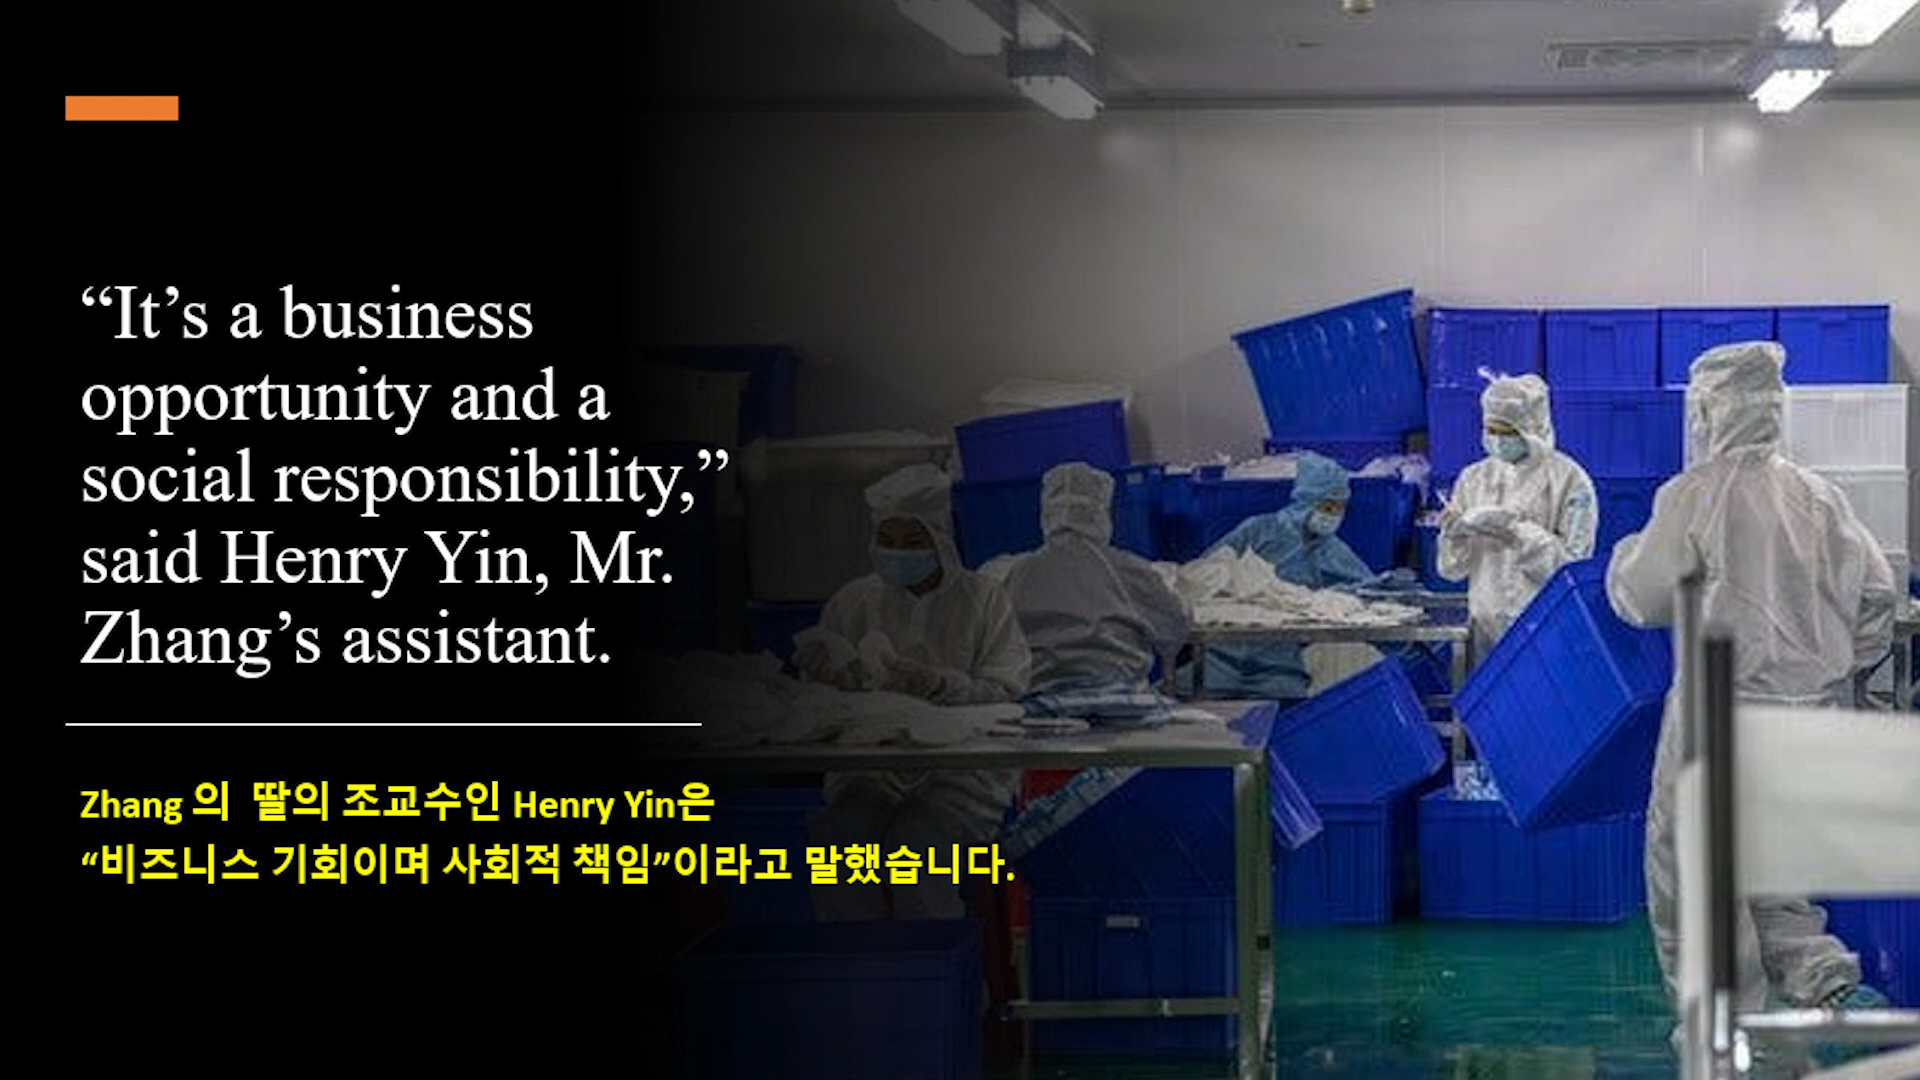 “It’s a business
opportunity and a
social responsibility,”
said Henry Yin, Mr.
Zhang’s assistant.
Zhang 의 딸의 조교수인 Henry Yin은
“비즈니스 기회이며 사회적 책임”이라고 말했습니다.